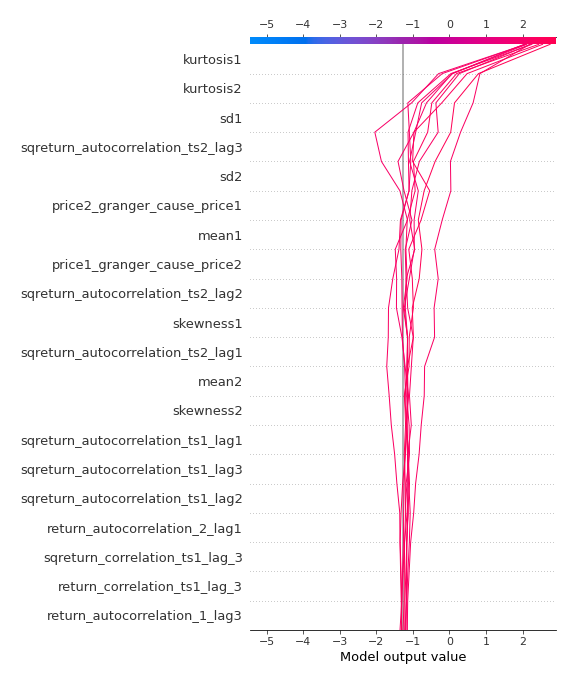 −5 −4 −3 −2 −1 0 1 2
kurtosis1
kurtosis2
sd1
sqreturn_autocorrelation_ts2_lag3
sd2
price2_granger_cause_price1
mean1
price1_granger_cause_price2
sqreturn_autocorrelation_ts2_lag2
skewness1
sqreturn_autocorrelation_ts2_lag1
mean2
skewness2
sqreturn_autocorrelation_ts1_lag1
sqreturn_autocorrelation_ts1_lag3
sqreturn_autocorrelation_ts1_lag2
return_autocorrelation_2_lag1
sqreturn_correlation_ts1_lag_3
return_correlation_ts1_lag_3
return_autocorrelation_1_lag3
−5 −4 −3 −2 −1 0 1 2
Model output value